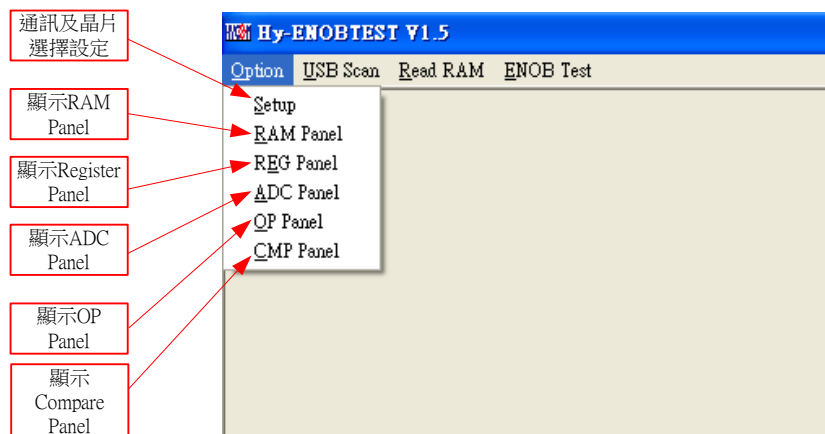 通訊及晶片
選擇設定
顯示RAM
Panel
顯示Register
Panel
顯示ADC
Panel
顯示OP
Panel
顯示
Compare
Panel
Hy-ENOBTEST V1.5
Option USB Scan Read RAM ENOB Test
Setup
RAM Panel
REG Panel
ADC Panel
OP Panel
CMP Panel